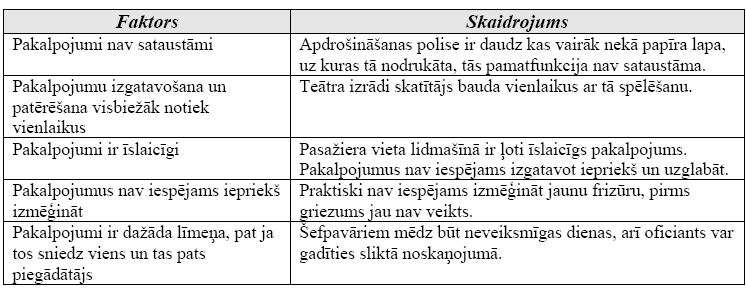 Faktors
Skaidrojums
Pakalpojumi nav sataustāmi
Apdrošināšanas polise ir daudz kas vairāk nekā papīra lapa,
uz kuras tā nodrukāta, tās pamatfunkcija nav sataustāma.
Pakalpojumu izgatavošana un
patērēšana visbiežāk notiek
vienlaikus
Teātra izrādi skatītājs bauda vienlaikus ar tā spēlēšanu.
Pakalpojumi ir īslaicīgi
Pasažiera vieta lidmašīnā ir ļoti īslaicīgs pakalpojums.
Pakalpojumus nav iespējams izgatavot iepriekš un uzglabāt.
Pakalpojumus nav iespējams iepriekš
izmēģināt
Praktiski nav iespējams izmēģināt jaunu frizūru, pirms
griezums jau nav veikts.
Pakalpojumi ir dažāda līmeņa, pat ja
tos sniedz viens un tas pats
piegādātājs
Šefpavāriem mēdz būt neveiksmīgas dienas, arī oficiants var
gadīties sliktā noskaņojumā.